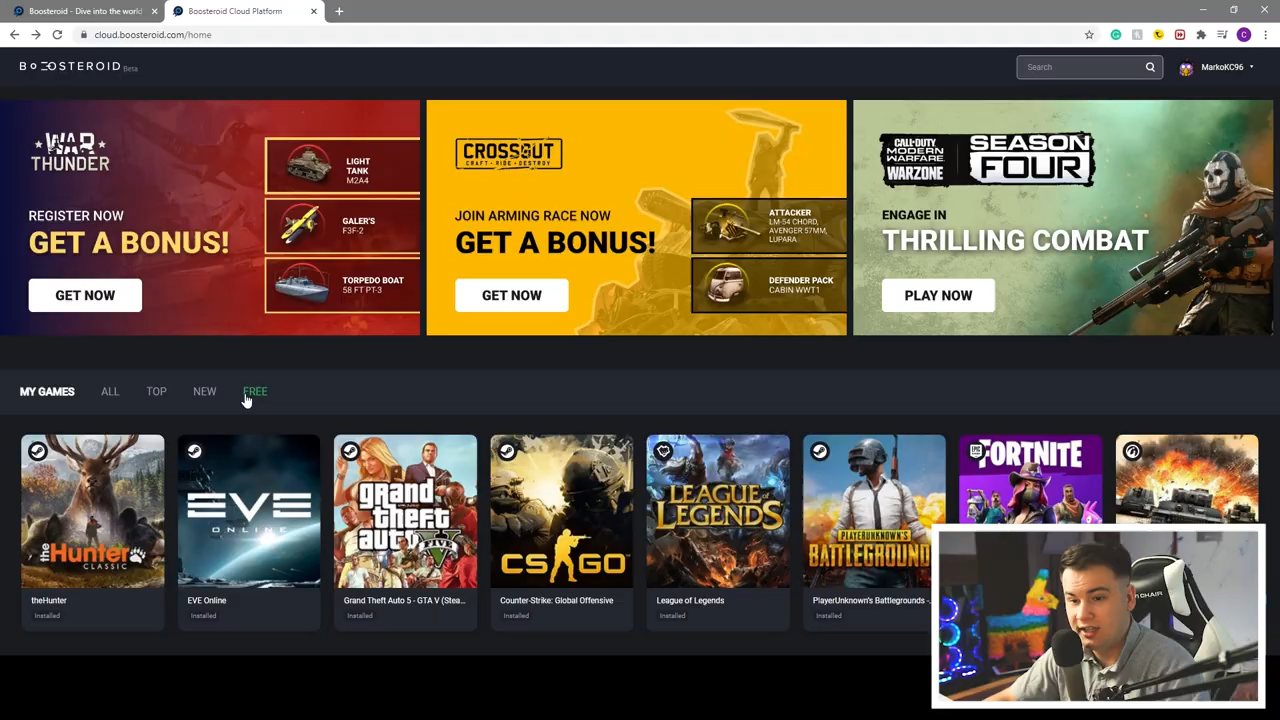 Boosteroid - Dive into the world
Boosteroid Cloud Platform
cloud.boosteroid.com/home
BOOSTEROID Beta
Search
MarkoKC96
WAR THUNDER
REGISTER NOW
GET A BONUS!
GET NOW
LIGHT
TANK
M2A4
GALER'S
F3F-2
TORPEDO BOAT
58 FT PT-3
CROSSOUT
CRAFT • RIDE • DESTROY
JOIN ARMING RACE NOW
GET A BONUS!
GET NOW
ATTACKER
LM-54 CHORD,
AVENGER 57MM,
LUPARA
DEFENDER PACK
CABIN WWT1
CALL OF DUTY
MODERN
WARFARE
WARZONE
SEASON
FOUR
ENGAGE IN
THRILLING COMBAT
PLAY NOW
MY GAMES ALL TOP NEW FREE
theHunter
CLASSIC
EVE
ONLINE
grand
theft
auto
FIVE
CS:GO
LEAGUE
of
LEGENDS
PLAYERUNKNOWN'S
BATTLEGROUND
FORTNITE
EPIC
theHunter
Installed
EVE Online
Installed
Grand Theft Auto 5 - GTA V (Stea...
Installed
Counter-Strike: Global Offensive
Installed
League of Legends
Installed
PlayerUnknown's Battlegrounds -...
Installed
CHAIR